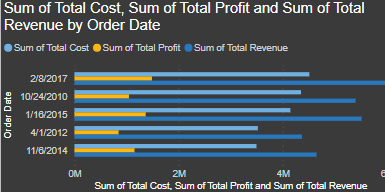 Sum of Total Cost, Sum of Total Profit and Sum of Total
Revenue by Order Date
Sum of Total Cost Sum of Total Profit Sum of Total Revenue
Order Date
2/8/2017
10/24/2010
1/16/2015
4/1/2012
11/6/2014
0M 2M 4M 6
Sum of Total Cost, Sum of Total Profit and Sum of Total Revenue